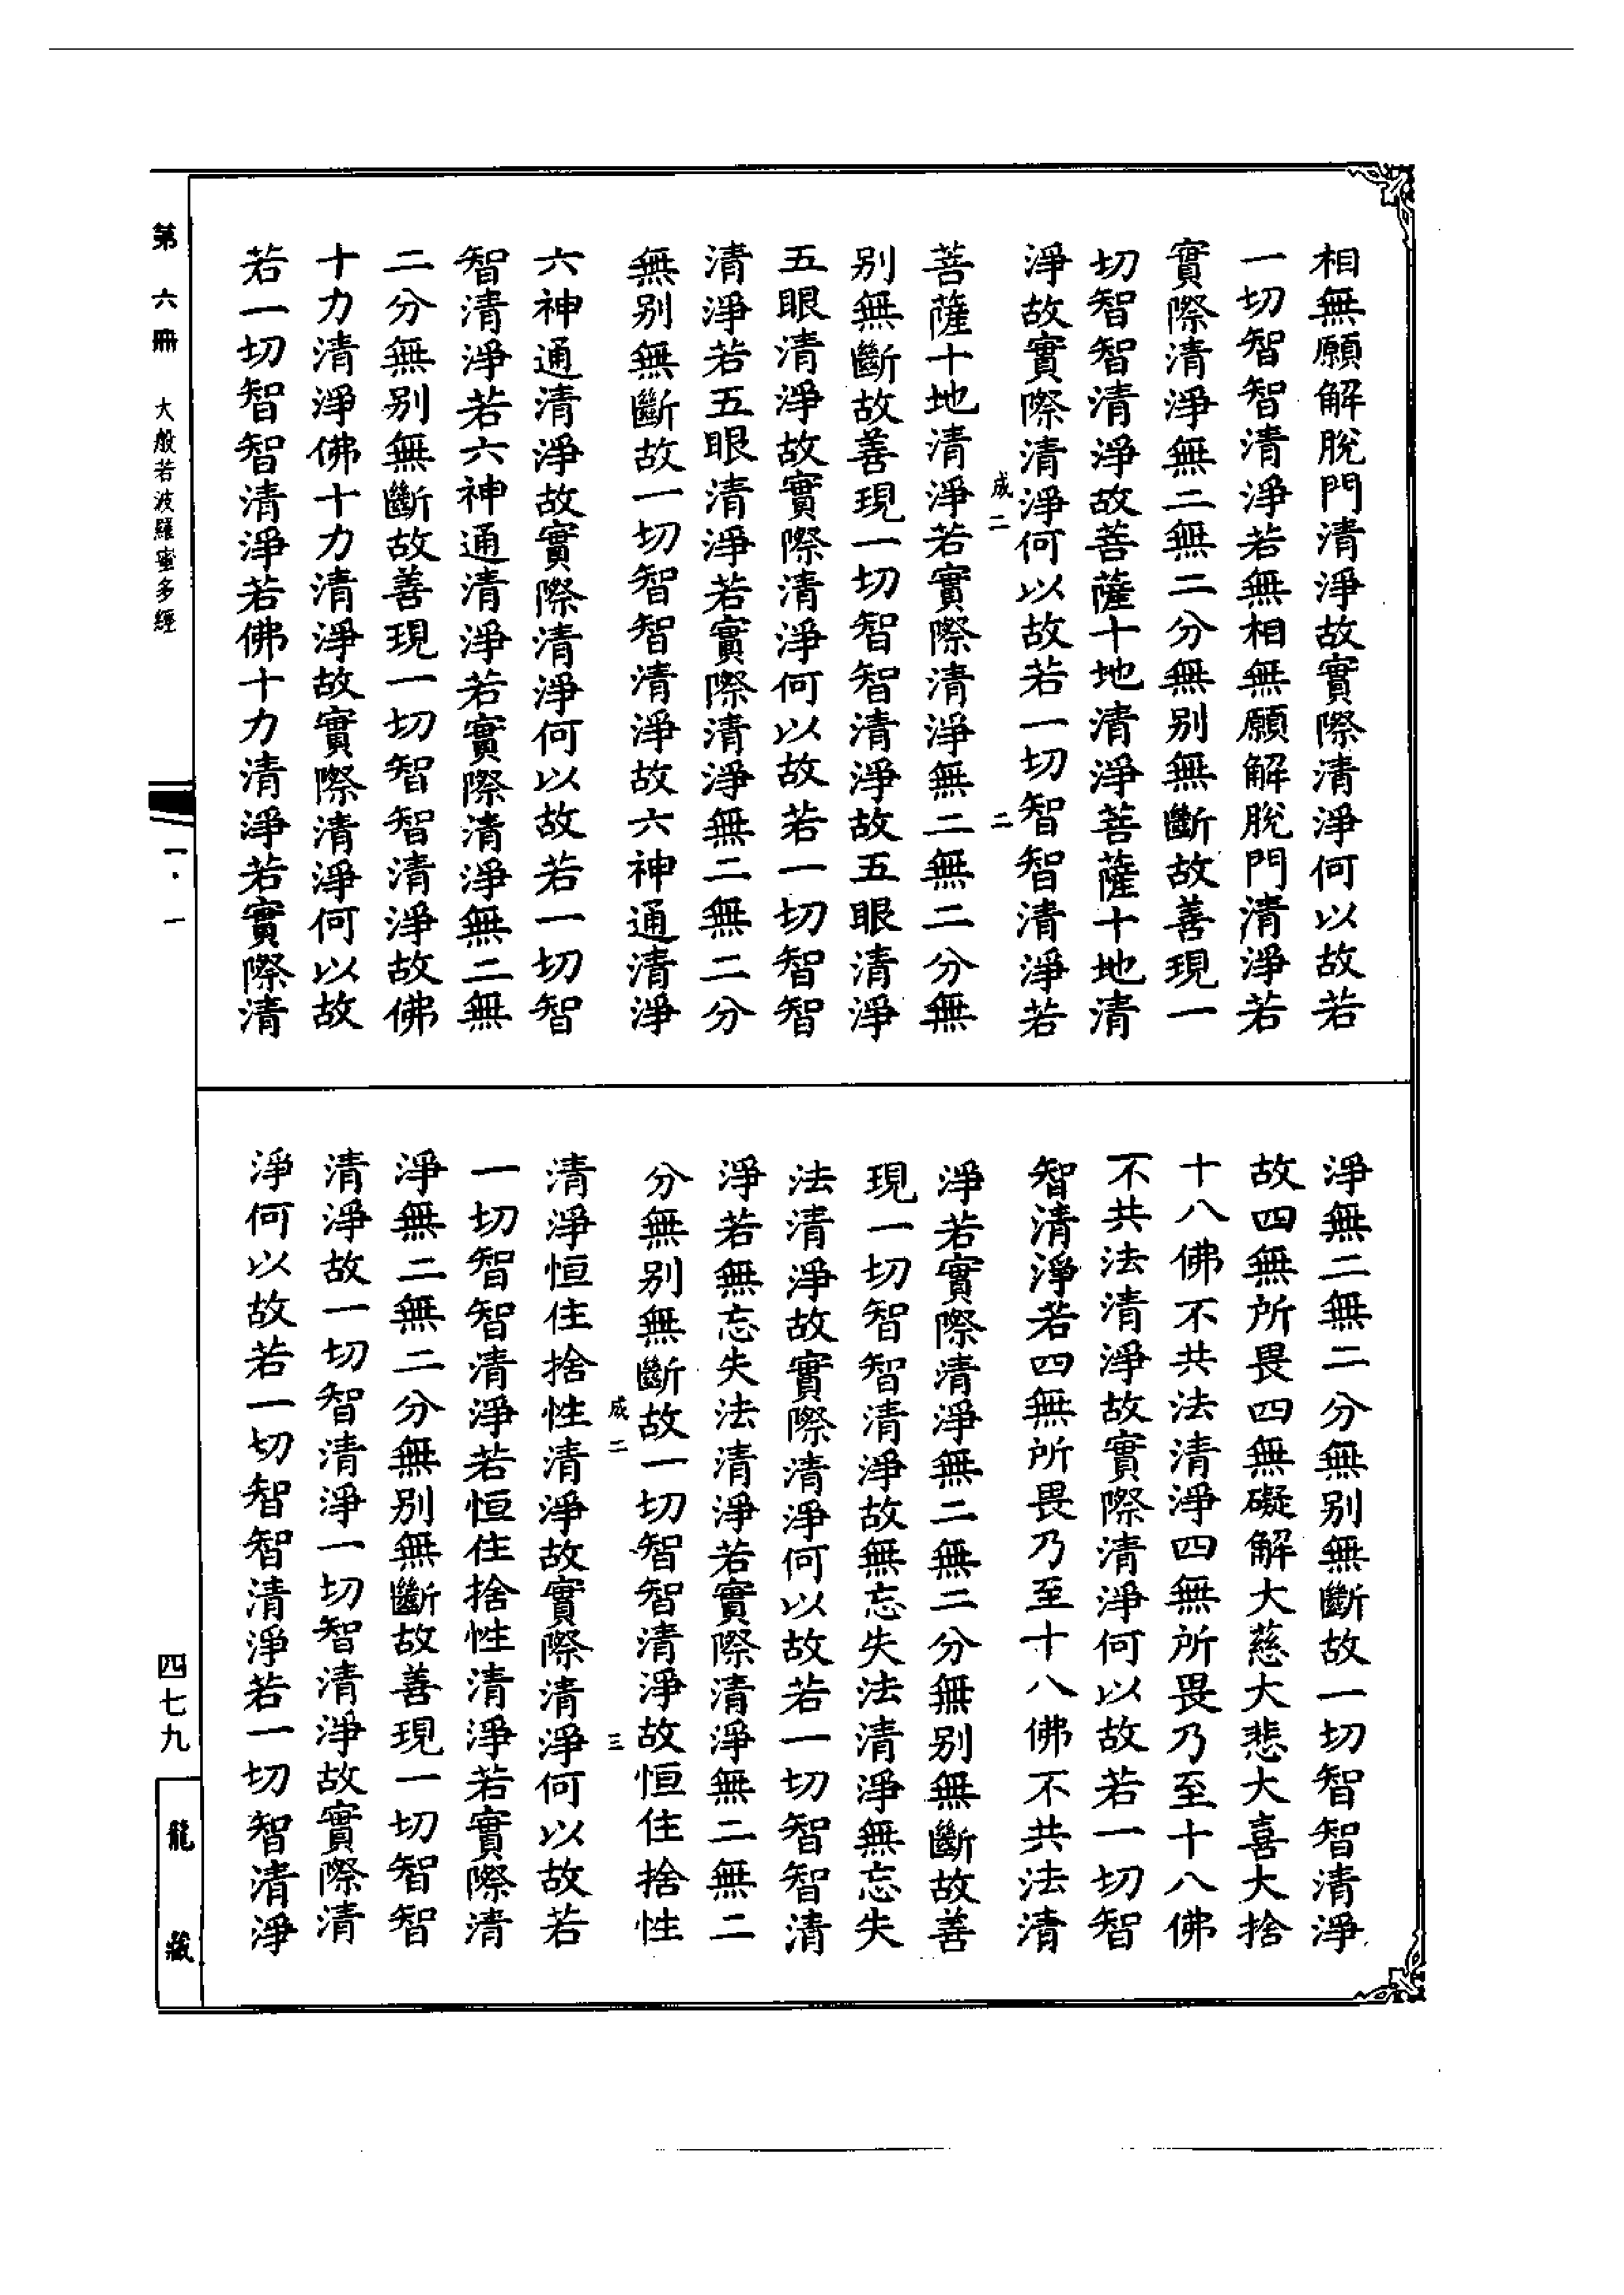 相無願解脫門清淨故實際清淨何以故若
一切智智清淨若無相無願解脫門清淨若
實際清淨無二無二分無別無斷故善現一
切智智清淨故菩薩十地清淨菩薩十地清
淨故實際清淨何以故若一切智智清淨若
成二 二
菩薩十地清淨若實際清淨無二無二分無
別無斷故善現一切智智清淨故五眼清淨
五眼清淨故實際清淨何以故若一切智智
清淨若五眼清淨若實際清淨無二無二分
無別無斷故一切智智清淨故六神通清淨
六神通清淨故實際清淨何以故若一切智
智清淨若六神通清淨若實際清淨無二無
二分無別無斷故善現一切智智清淨故佛
十力清淨佛十力清淨故實際清淨何以故
若一切智智清淨若佛十力清淨若實際清
淨無二無二分無別無斷故一切智智清淨
故四無所畏四無礙解大慈大悲大喜大捨
十八佛不共法清淨四無所畏乃至十八佛
不共法清淨故實際清淨何以故若一切智
智清淨若四無所畏乃至十八佛不共法清
淨若實際清淨無二無二分無別無斷故善
現一切智智清淨故無忘失法清淨無忘失
法清淨故實際清淨何以故若一切智智清
淨若無忘失法清淨若實際清淨無二無二
分無別無斷故一切智智清淨故恒住捨性
成二 三
清淨恒住捨性清淨故實際清淨何以故若
一切智智清淨若恒住捨性清淨若實際清
淨無二無二分無別無斷故善現一切智智
清淨故一切智清淨一切智清淨故實際清
淨何以故若一切智智清淨若一切智清淨
第六冊 大般若波羅蜜多經
一·一
四七九
龍藏